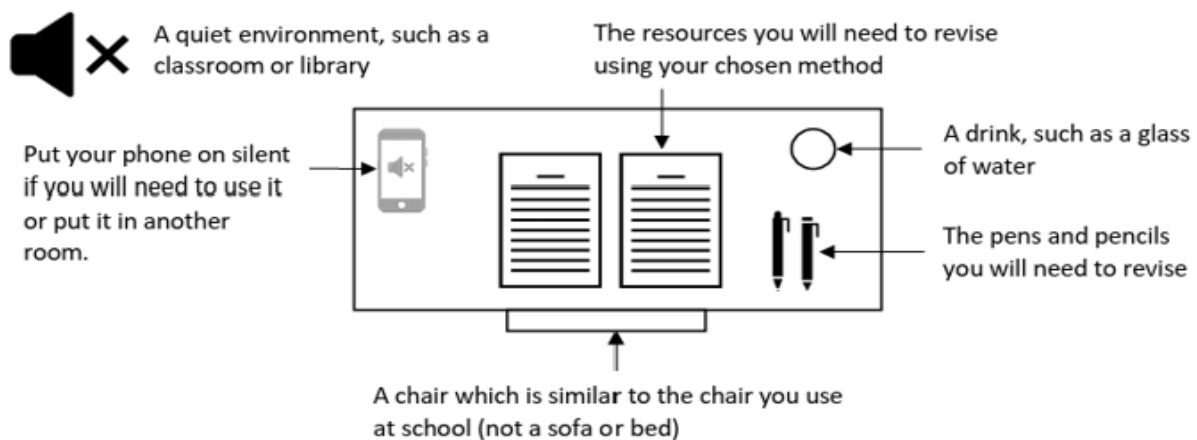 A quiet environment, such as a
classroom or library
The resources you will need to revise
using your chosen method
Put your phone on silent
if you will need to use it
or put it in another
room.
A drink, such as a glass
of water
The pens and pencils
you will need to revise
A chair which is similar to the chair you use
at school (not a sofa or bed)